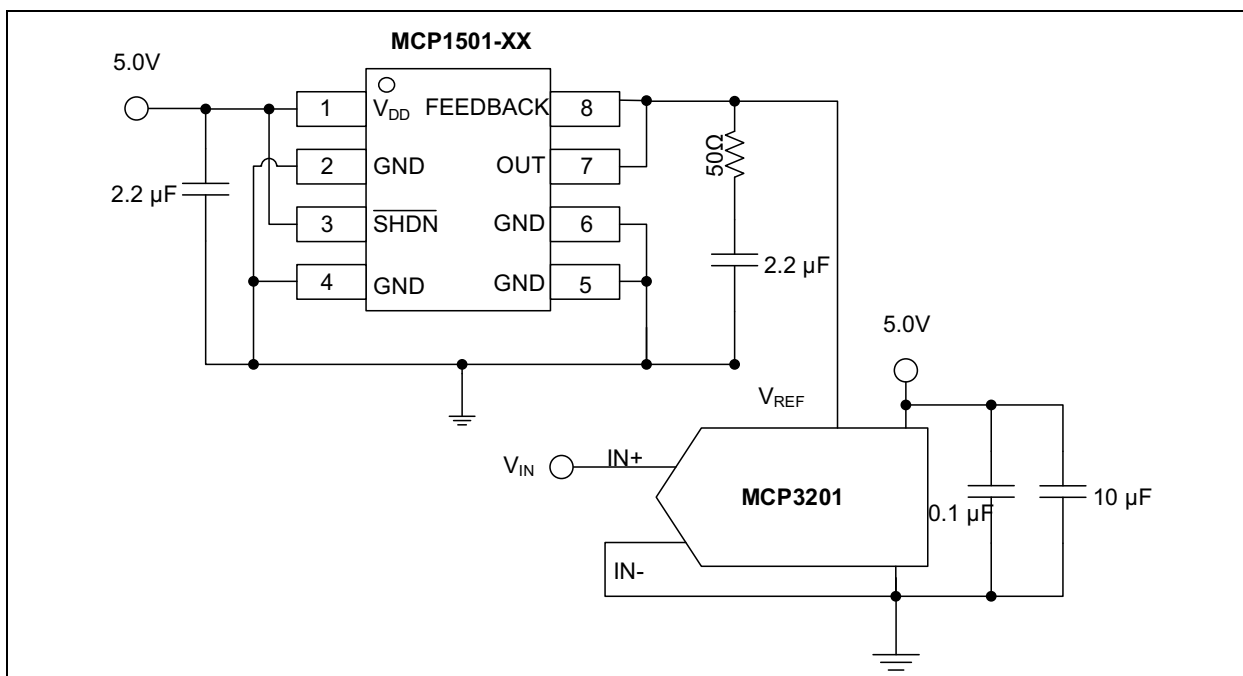 MCP1501-XX
5.0V
1
VDD
FEEDBACK
8
2
GND
OUT
7
50Ω
2.2 µF
3
SHDN
GND
6
2.2 µF
4
GND
GND
5
5.0V
VREF
VIN
IN+
MCP3201
0.1 µF
10 µF
IN-